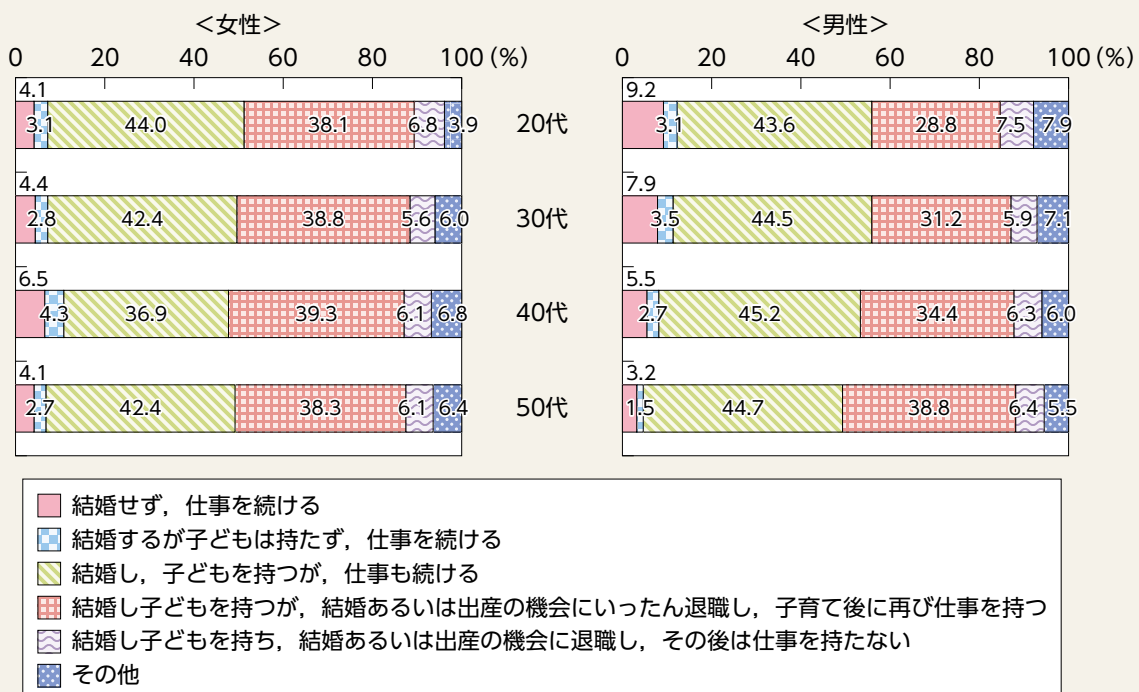 ＜女性＞ ＜男性＞
0 20 40 60 80 100 (%) 0 20 40 60 80 100 (%)
4.1 9.2
3.1 44.0 38.1 6.8 3.9 20代 3.1 43.6 28.8 7.5 7.9
4.4 7.9
2.8 42.4 38.8 5.6 6.0 30代 3.5 44.5 31.2 5.9 7.1
6.5 5.5
4.3 36.9 39.3 6.1 6.8 40代 2.7 45.2 34.4 6.3 6.0
4.1 3.2
2.7 42.4 38.3 6.1 6.4 50代 1.5 44.7 38.8 6.4 5.5
結婚せず，仕事を続ける
結婚するが子どもは持たず，仕事を続ける
結婚し，子どもを持つが，仕事も続ける
結婚し子どもを持つが，結婚あるいは出産の機会にいったん退職し，子育て後に再び仕事を持つ
結婚し子どもを持ち，結婚あるいは出産の機会に退職し，その後は仕事を持たない
その他